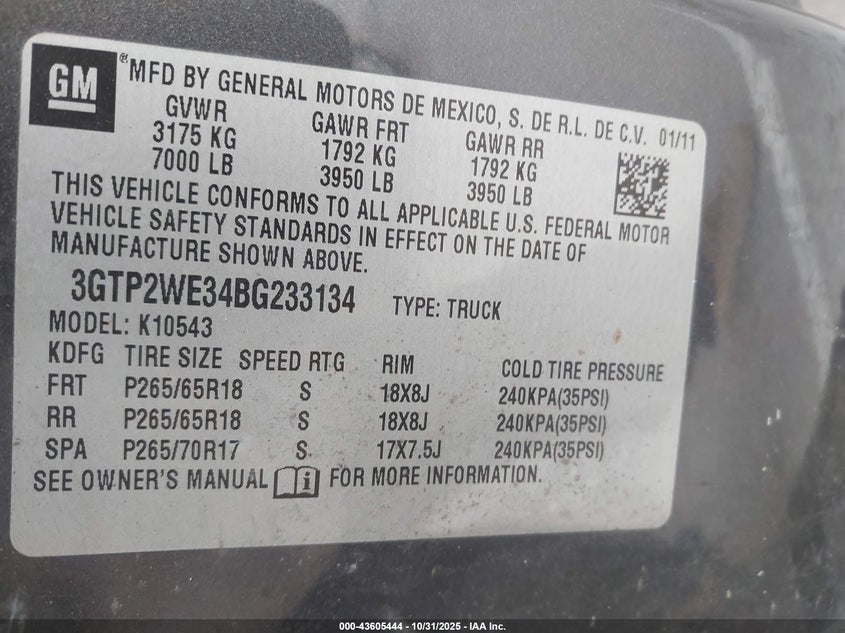 GM
® MFD BY GENERAL MOTORS DE MEXICO, S. DE R.L. DE C.V. 01/11
GVWR GAWR FRT GAWR RR
3175 KG 1792 KG 1792 KG
7000 LB 3950 LB 3950 LB
THIS VEHICLE CONFORMS TO ALL APPLICABLE U.S. FEDERAL MOTOR
VEHICLE SAFETY STANDARDS IN EFFECT ON THE DATE OF
MANUFACTURE SHOWN ABOVE.
3GTP2WE34BG233134 TYPE: TRUCK
MODEL: K10543
KDFG TIRE SIZE SPEED RTG RIM COLD TIRE PRESSURE
FRT P265/65R18 S 18X8J 240KPA(35PSI)
RR P265/65R18 S 18X8J 240KPA(35PSI)
SPA P265/70R17 S 17X7.5J 240KPA(35PSI)
SEE OWNER'S MANUAL i FOR MORE INFORMATION.
000-43605444 - 10/31/2025 - IAA Inc.